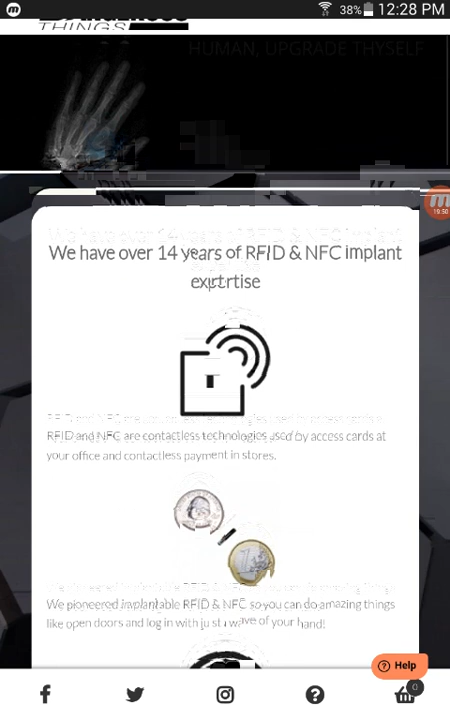 38% 12:28 PM
THINGS
HUMAN, UPGRADE THYSELF
19:50
We have over 14 years of RFID & NFC implant
RFID and NFC are contactless technologies used by access cards at
your office and contactless payment in stores.
We pioneered implantable RFID & NFC so you can do amazing things
like open doors and log in with just wave of your hand!
Help
0